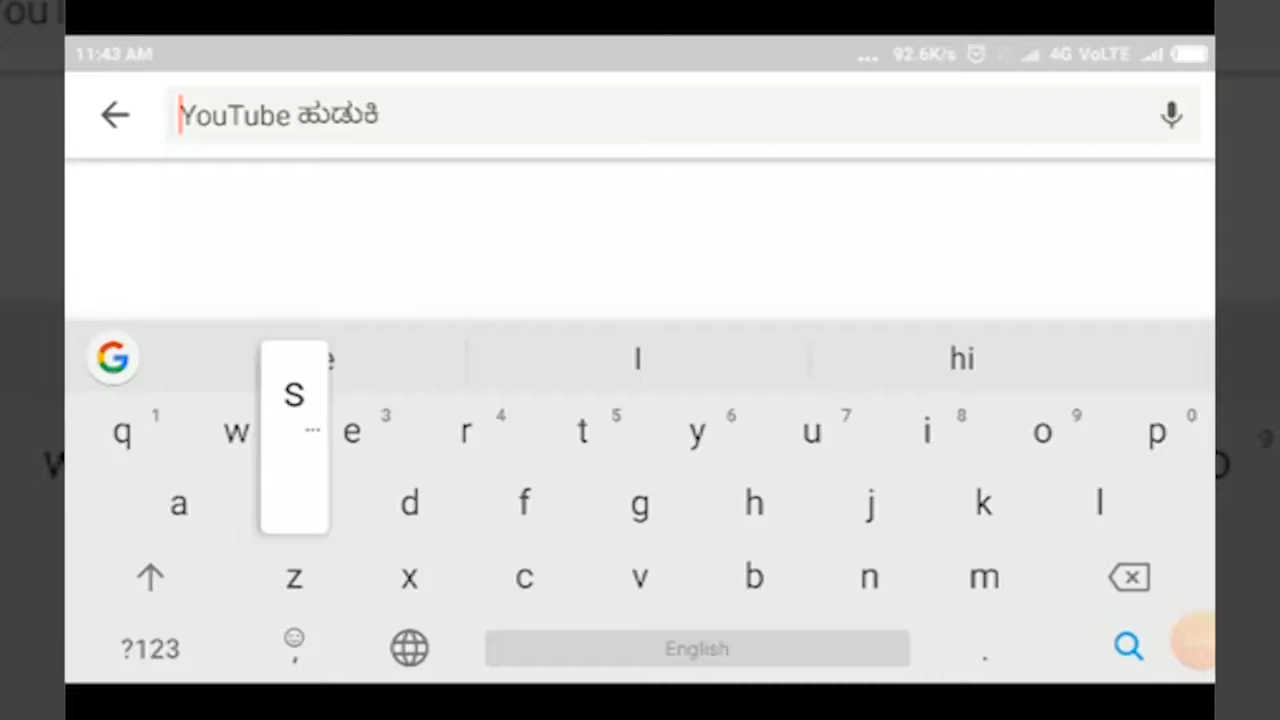 11:43 AM ... 92.6K/s 4G VoLTE
YouTube ಹುಡುಕಿ
I hi
q 1 w e 3 r 4 t 5 y 6 u 7 i 8 o 9 p 0
S ...
a d f g h j k l
z x c v b n m
?123 , English .